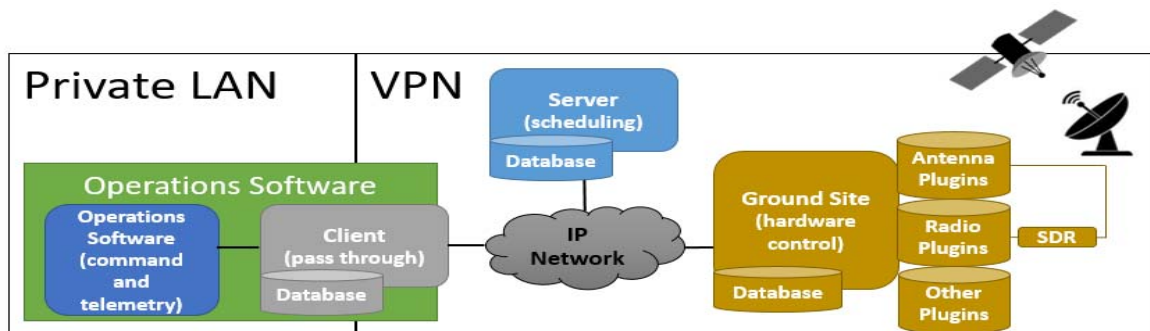 Private LAN
VPN
Server
(scheduling)
Database
Operations Software
Operations
Software
(command
and
telemetry)
Client
(pass through)
Database
IP
Network
Ground Site
(hardware
control)
Database
Antenna
Plugins
Radio
Plugins
SDR
Other
Plugins